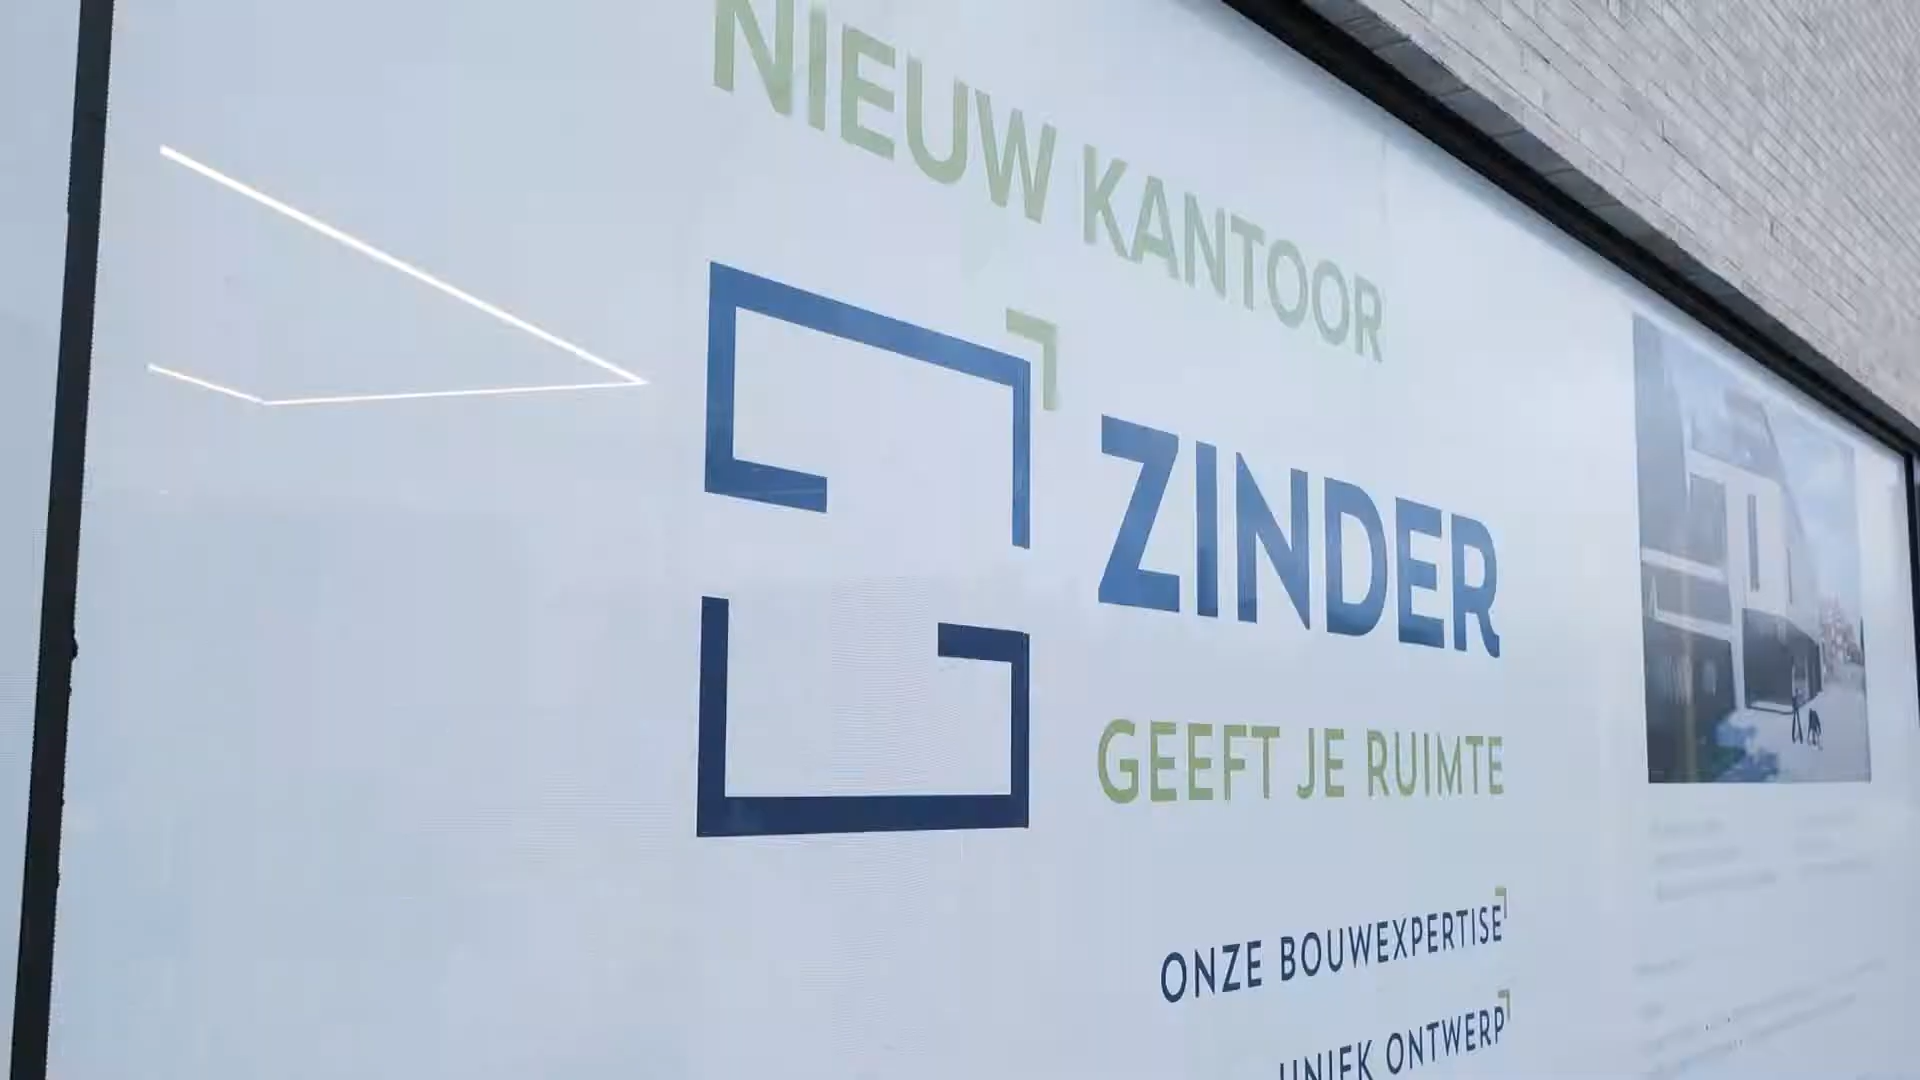 NIEUW KANTOOR
ZINDER
GEEFT JE RUIMTE
ONZE BOUWEXPERTISE
UNIEK ONTWERP